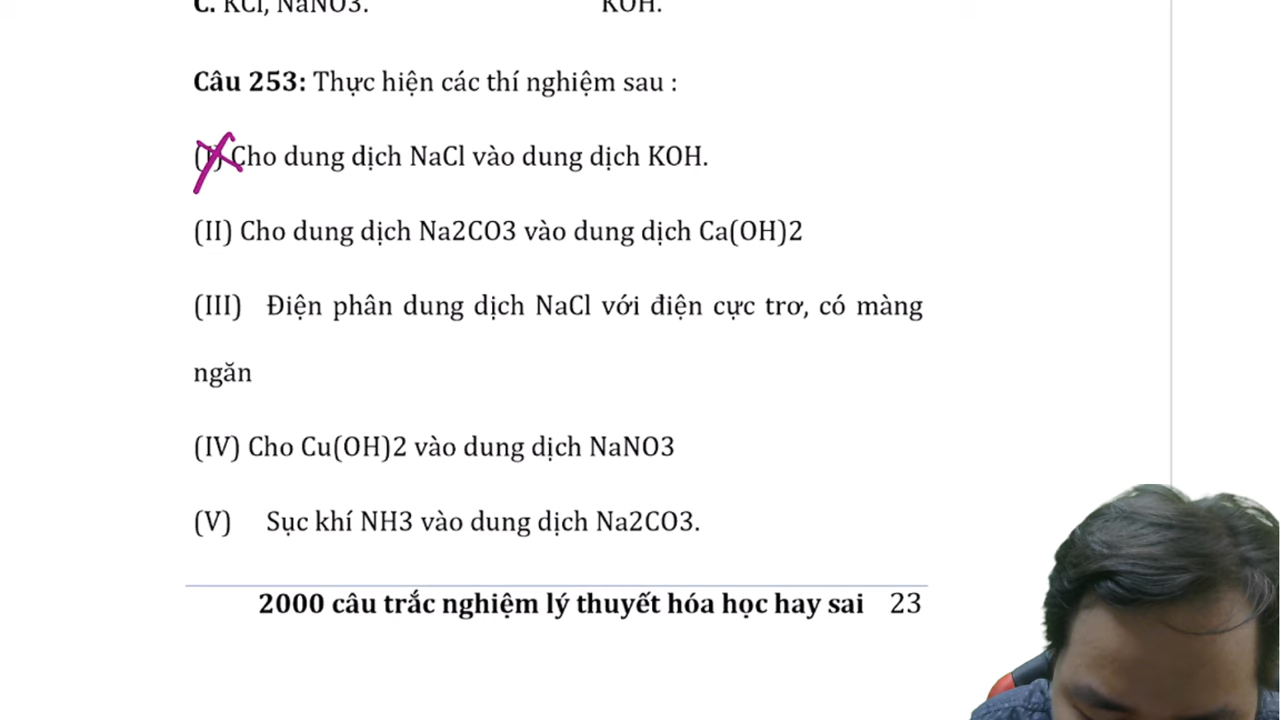 C. KCl, NaNO3. KOH.
Câu 253: Thực hiện các thí nghiệm sau :
(I) Cho dung dịch NaCl vào dung dịch KOH.
(II) Cho dung dịch Na2CO3 vào dung dịch Ca(OH)2
(III) Điện phân dung dịch NaCl với điện cực trơ, có màng
ngăn
(IV) Cho Cu(OH)2 vào dung dịch NaNO3
(V) Sục khí NH3 vào dung dịch Na2CO3.
2000 câu trắc nghiệm lý thuyết hóa học hay sai 23